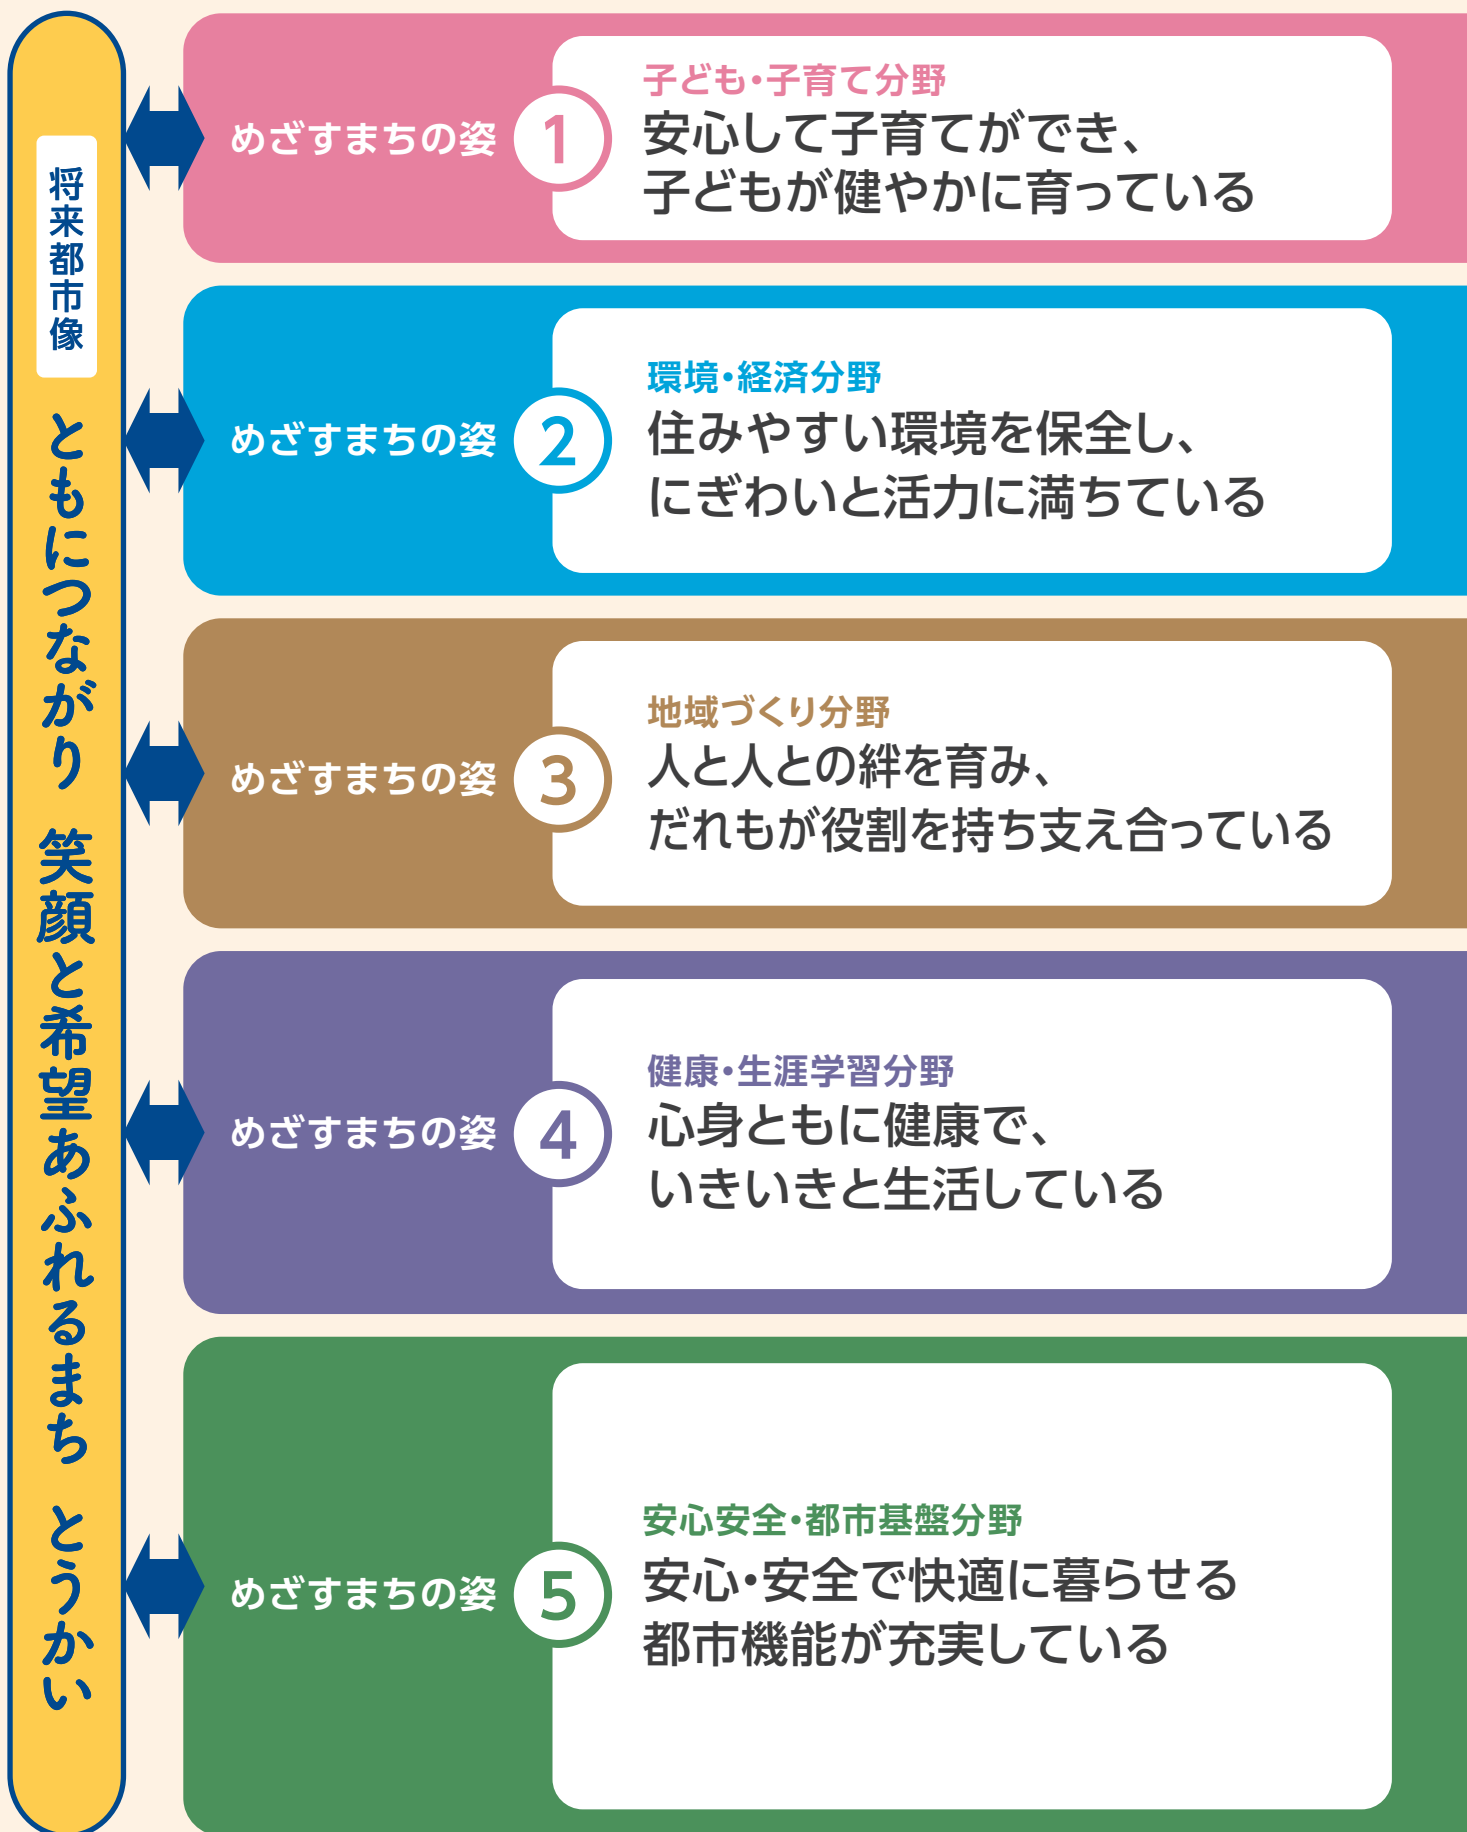 将来都市像
ともにつながり 笑顔と希望あふれるまち とうかい
めざすまちの姿 1
子ども・子育て分野
安心して子育てができ、
子どもが健やかに育っている
めざすまちの姿 2
環境・経済分野
住みやすい環境を保全し、
にぎわいと活力に満ちている
めざすまちの姿 3
地域づくり分野
人と人との絆を育み、
だれもが役割を持ち支え合っている
めざすまちの姿 4
健康・生涯学習分野
心身ともに健康で、
いきいきと生活している
めざすまちの姿 5
安心安全・都市基盤分野
安心・安全で快適に暮らせる
都市機能が充実している